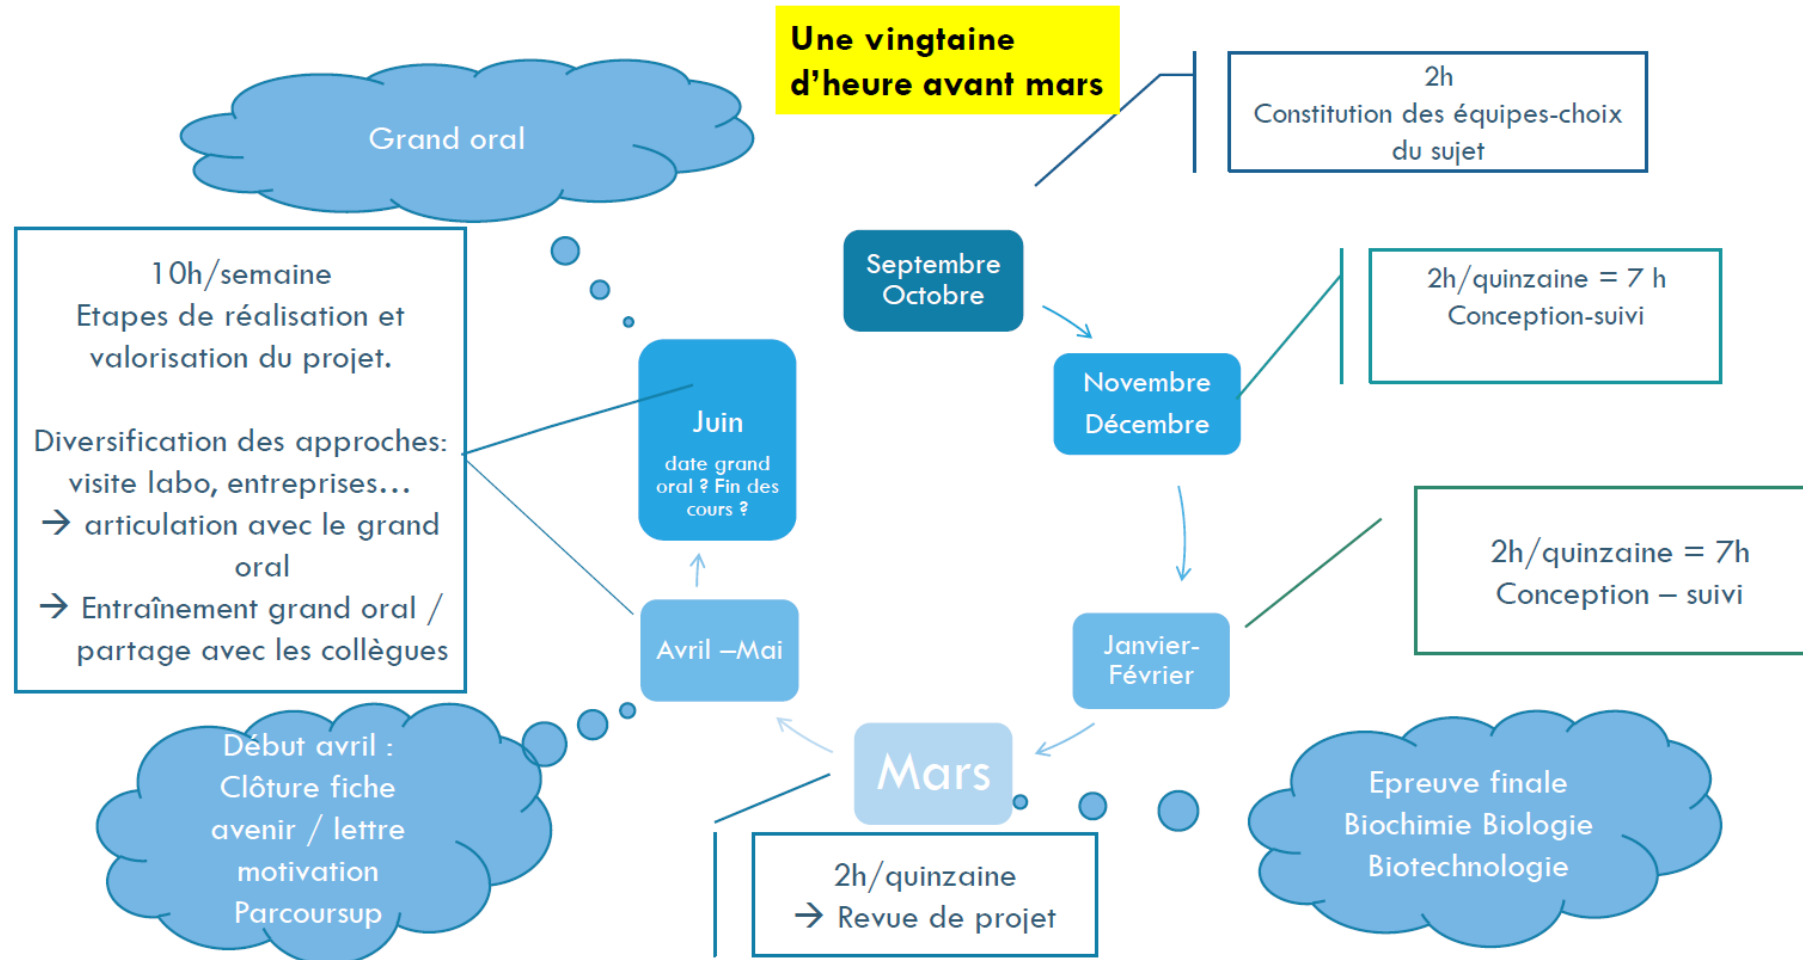 Une vingtaine
d'heure avant mars
2h
Constitution des équipes-choix
du sujet
Grand oral
Septembre
Octobre
2h/quinzaine = 7 h
Conception-suivi
10h/semaine
Etapes de réalisation et
valorisation du projet.
Diversification des approches:
visite labo, entreprises…
→ articulation avec le grand
oral
→ Entraînement grand oral /
partage avec les collègues
Novembre
Décembre
Juin
date grand
oral ? Fin des
cours ?
2h/quinzaine = 7h
Conception – suivi
Avril –Mai
Janvier-
Février
Mars
Début avril :
Clôture fiche
avenir / lettre
motivation
Parcoursup
Epreuve finale
Biochimie Biologie
Biotechnologie
2h/quinzaine
→ Revue de projet